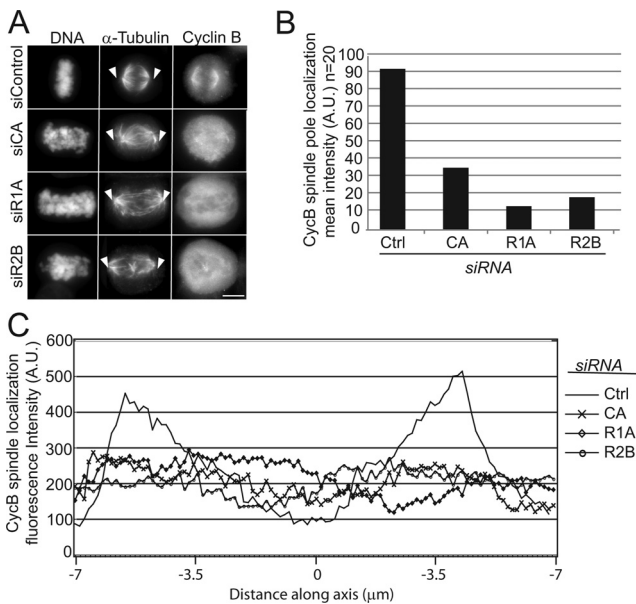 A
DNA
α-Tubulin
Cyclin B
siControl
siCA
siR1A
siR2B
B
CycB spindle pole localization
mean intensity (A.U.) n=20
100
90
80
70
60
50
40
30
20
10
0
Ctrl
CA
R1A
R2B
siRNA
C
CycB spindle localization
fluorescence Intensity (A.U.)
600
500
400
300
200
100
0
-7
-3.5
0
-3.5
-7
Distance along axis (μm)
siRNA
Ctrl
CA
R1A
R2B